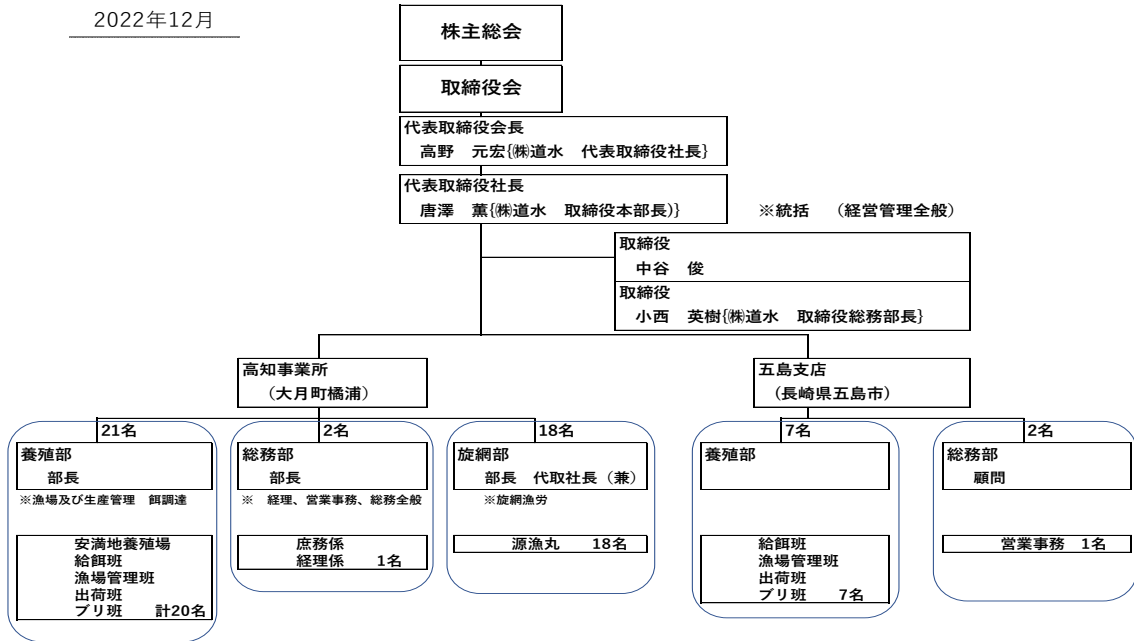 2022年12月
株主総会
取締役会
代表取締役会長
高野　元宏{㈱道水　代表取締役社長}
代表取締役社長
唐澤　薫{㈱道水　取締役本部長)}
※統括　（経営管理全般）
取締役
中谷　俊
取締役
小西　英樹{㈱道水　取締役総務部長}
高知事業所
（大月町橘浦）
五島支店
（長崎県五島市）
21名
2名
18名
7名
2名
養殖部
部長
※漁場及び生産管理　餌調達
安満地養殖場
給餌班
漁場管理班
出荷班
ブリ班　　計20名
総務部
部長
※　経理、営業事務、総務全般
庶務係
経理係　　1名
旋網部
部長　代取社長（兼）
※旋網漁労
源漁丸　18名
養殖部
給餌班
漁場管理班
出荷班
ブリ班　　7名
総務部
顧問
営業事務　1名